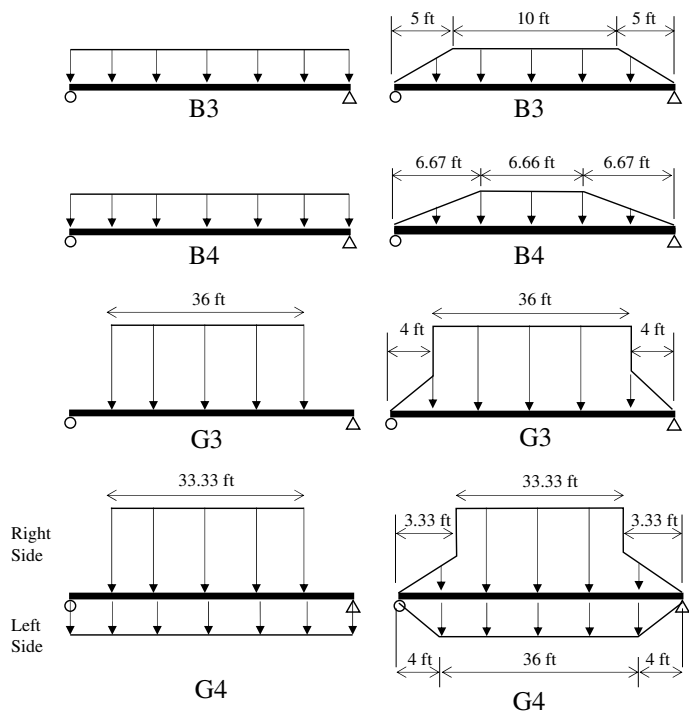 5 ft 10 ft 5 ft
B3 B3
6.67 ft 6.66 ft 6.67 ft
B4 B4
36 ft 36 ft
4 ft 4 ft
G3 G3
33.33 ft 33.33 ft
Right
Side
3.33 ft 3.33 ft
Left
Side
4 ft 36 ft 4 ft
G4 G4